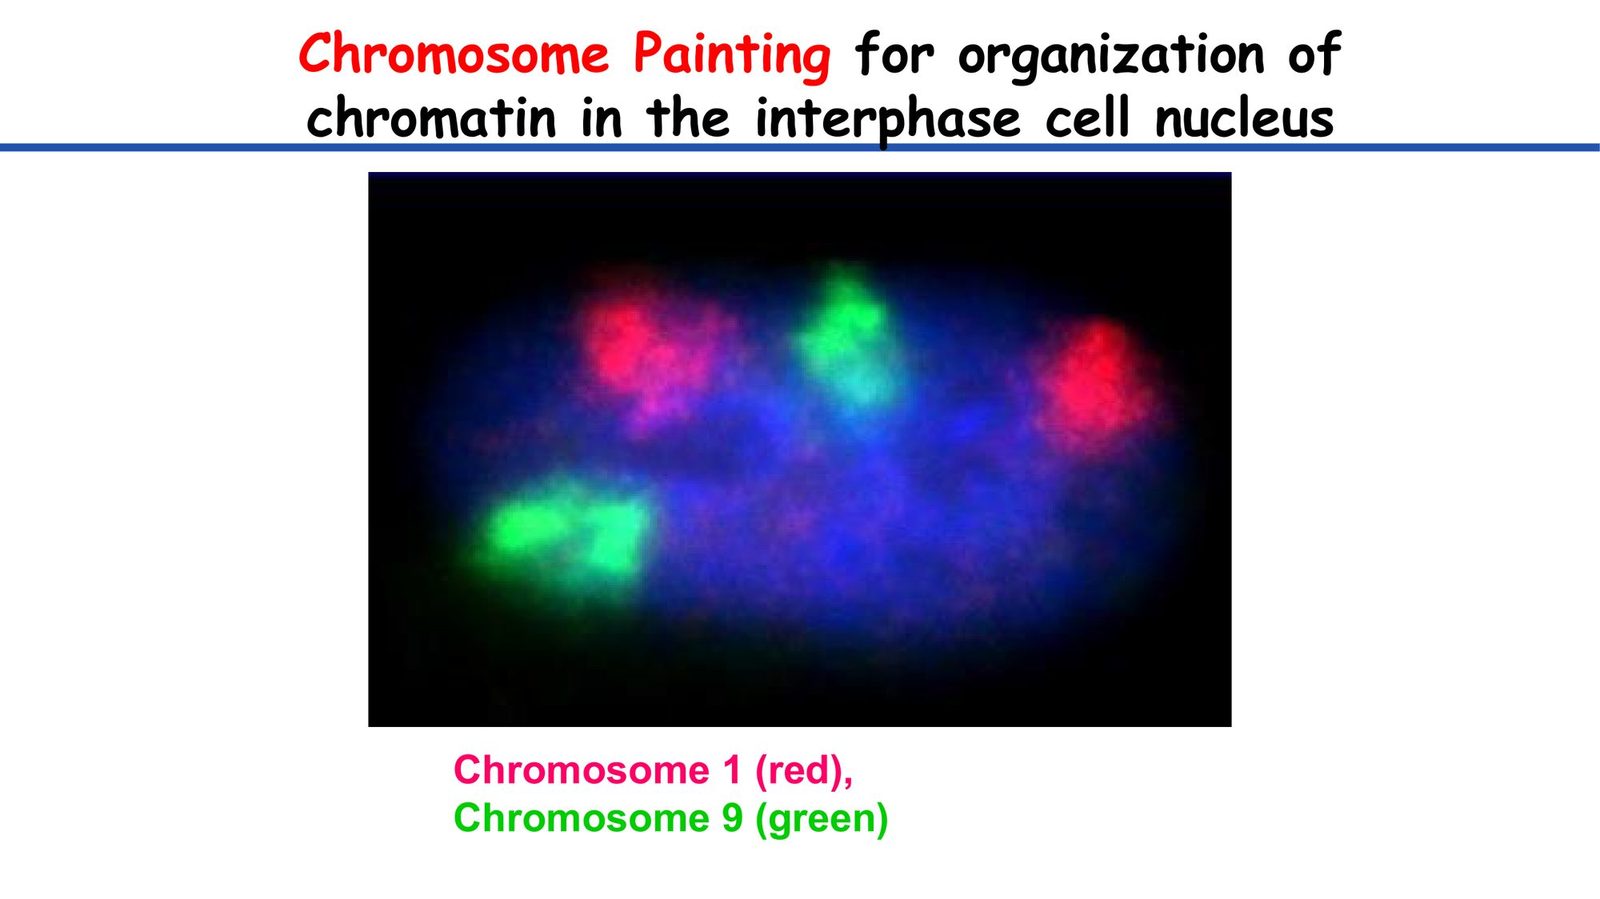 Chromosome Painting for organization of
chromatin in the interphase cell nucleus
Chromosome 1 (red),
Chromosome 9 (green)